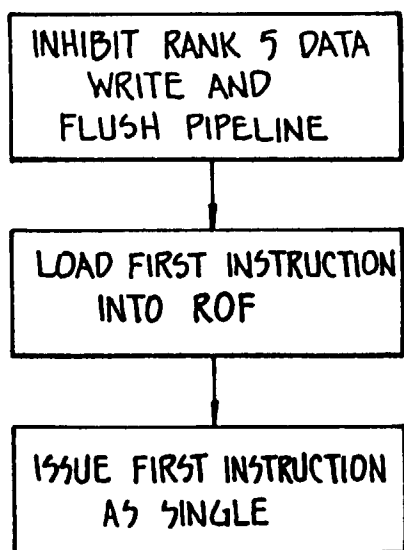 INHIBIT RANK 5 DATA
WRITE AND
FLUSH PIPELINE
LOAD FIRST INSTRUCTION
INTO ROF
ISSUE FIRST INSTRUCTION
AS SINGLE